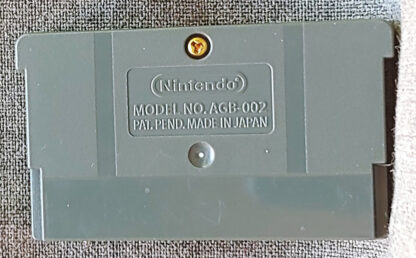 Nintendo
MODEL NO. AGB-002
PAT. PEND. MADE IN JAPAN